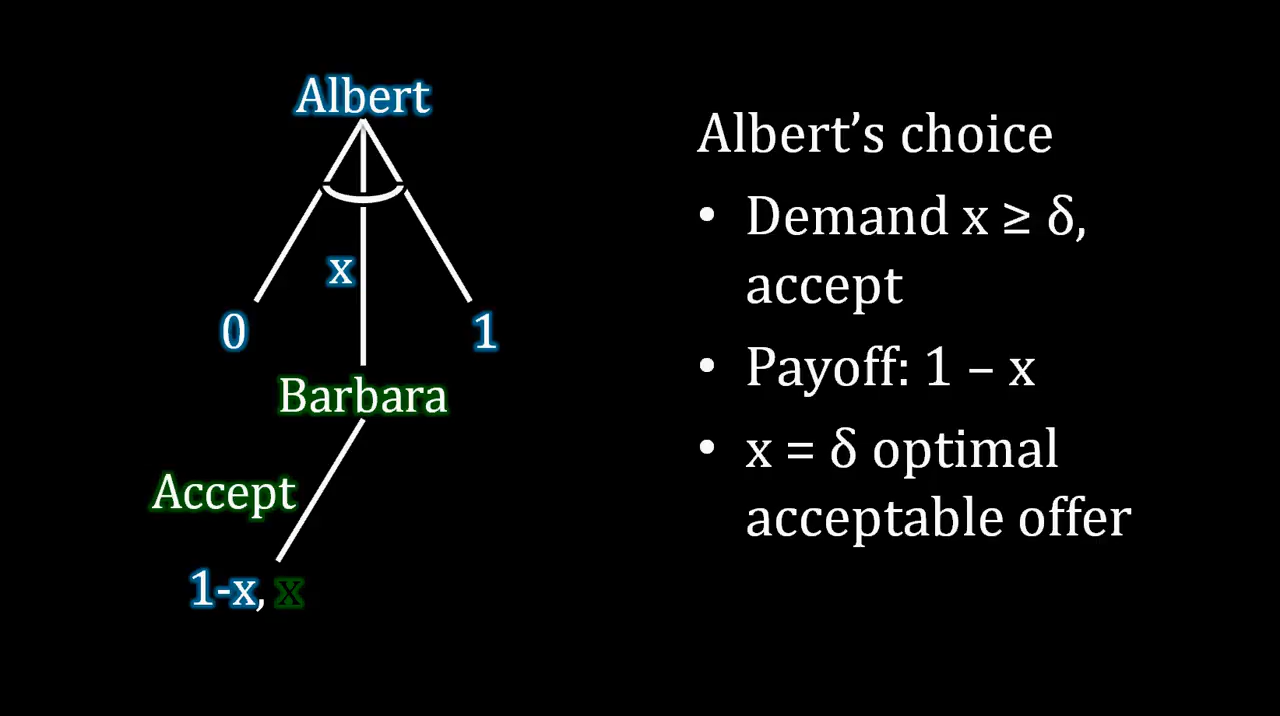 Albert
x
0
1
Barbara
Accept
1-x, x
Albert’s choice
• Demand x ≥ δ,
accept
• Payoff: 1 – x
• x = δ optimal
acceptable offer